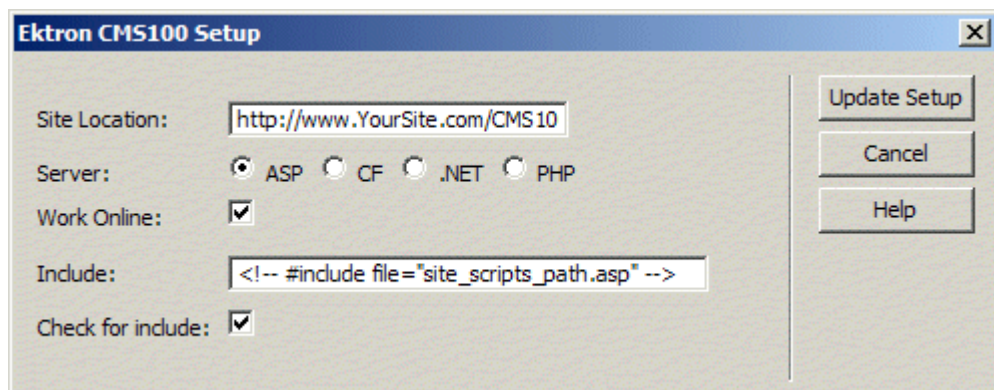 Ektron CMS100 Setup
Site Location: http://www.YourSite.com/CMS10
Server: ASP CF .NET PHP
Work Online:
Include: <!-- #include file="site_scripts_path.asp" -->
Check for include:
Update Setup
Cancel
Help